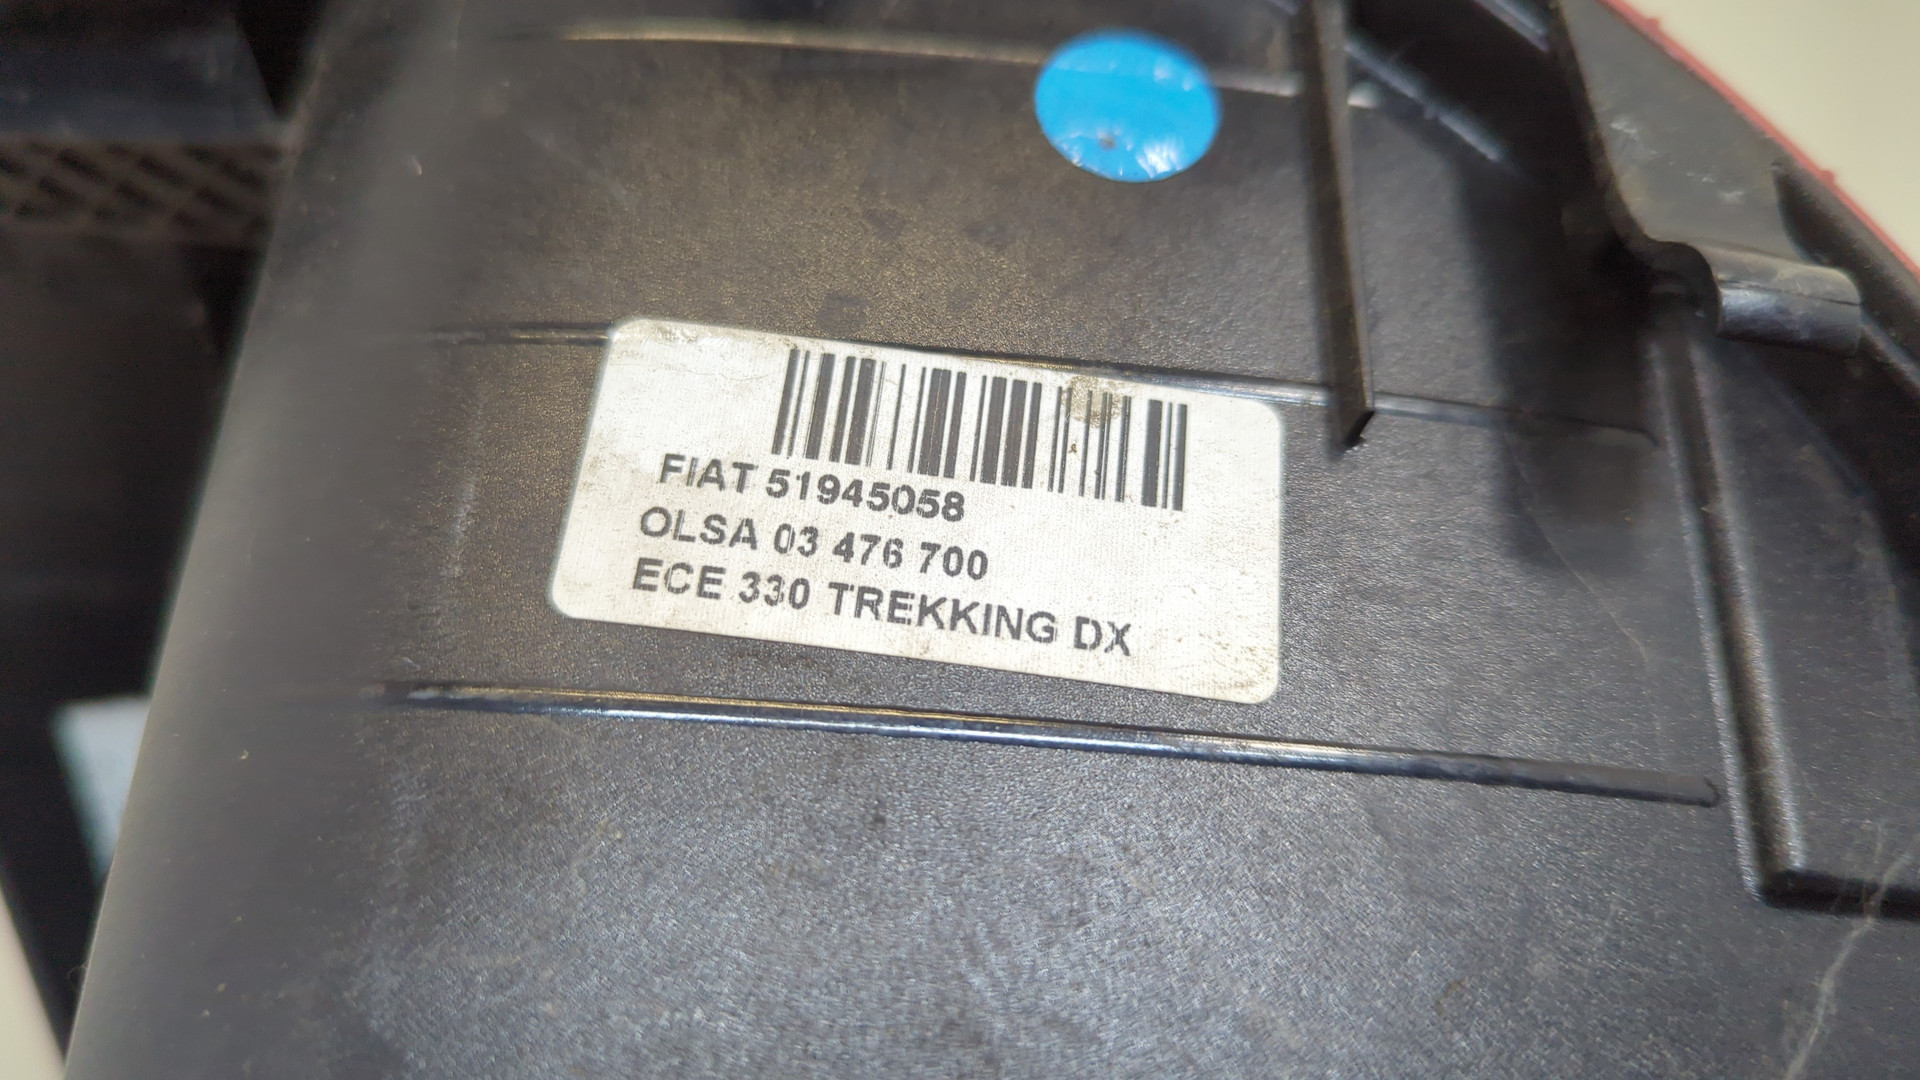 FIAT 51945058
OLSA 03 476 700
ECE 330 TREKKING DX